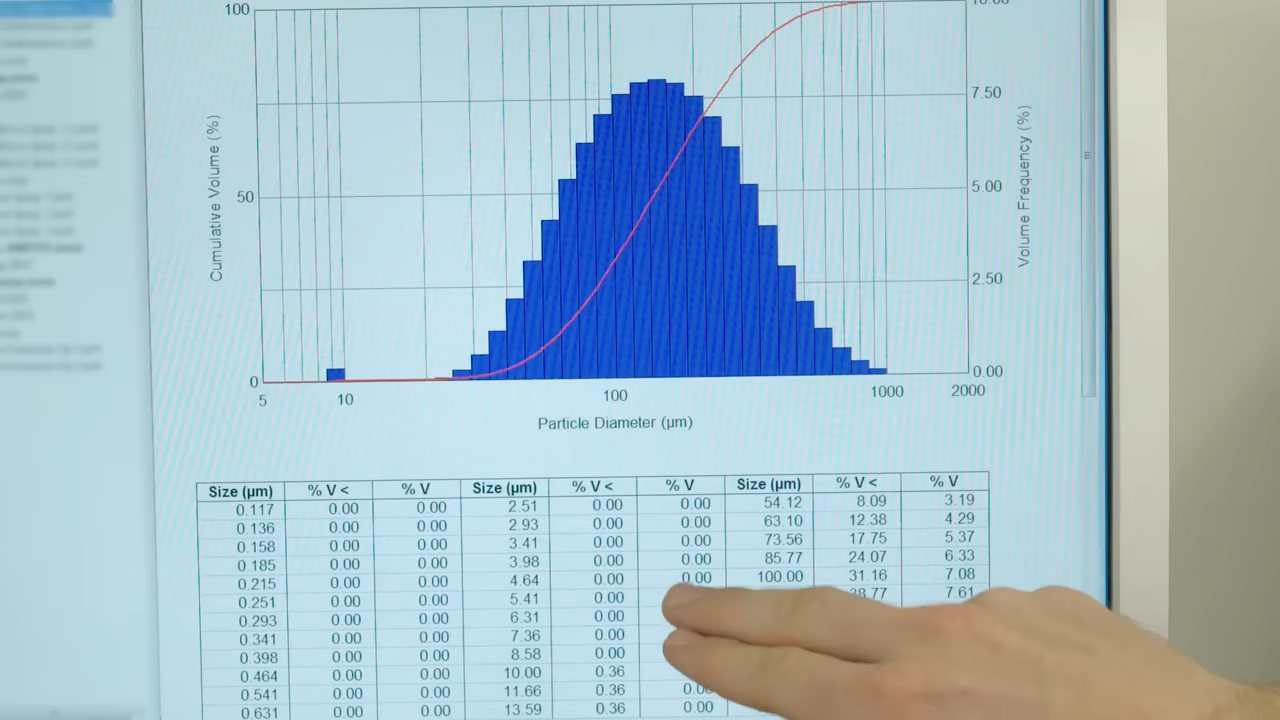 100
10.00
7.50
50
5.00
2.50
0
0.00
5
10
100
1000
2000
Cumulative Volume (%)
Volume Frequency (%)
Particle Diameter (µm)
Size (µm) % V < % V Size (µm) % V < % V Size (µm) % V < % V
0.117 0.00 0.00 2.51 0.00 0.00 54.12 8.09 3.19
0.136 0.00 0.00 2.93 0.00 0.00 63.10 12.38 4.29
0.158 0.00 0.00 3.41 0.00 0.00 73.56 17.75 5.37
0.185 0.00 0.00 3.98 0.00 0.00 85.77 24.07 6.33
0.215 0.00 0.00 4.64 0.00 0.00 100.00 31.16 7.08
0.251 0.00 0.00 5.41 0.00 38.77 7.61
0.293 0.00 0.00 6.31 0.00
0.341 0.00 0.00 7.36 0.00
0.398 0.00 0.00 8.58 0.00
0.464 0.00 0.00 10.00 0.36
0.541 0.00 0.00 11.66 0.36 0.00
0.631 0.00 0.00 13.59 0.36 0.00